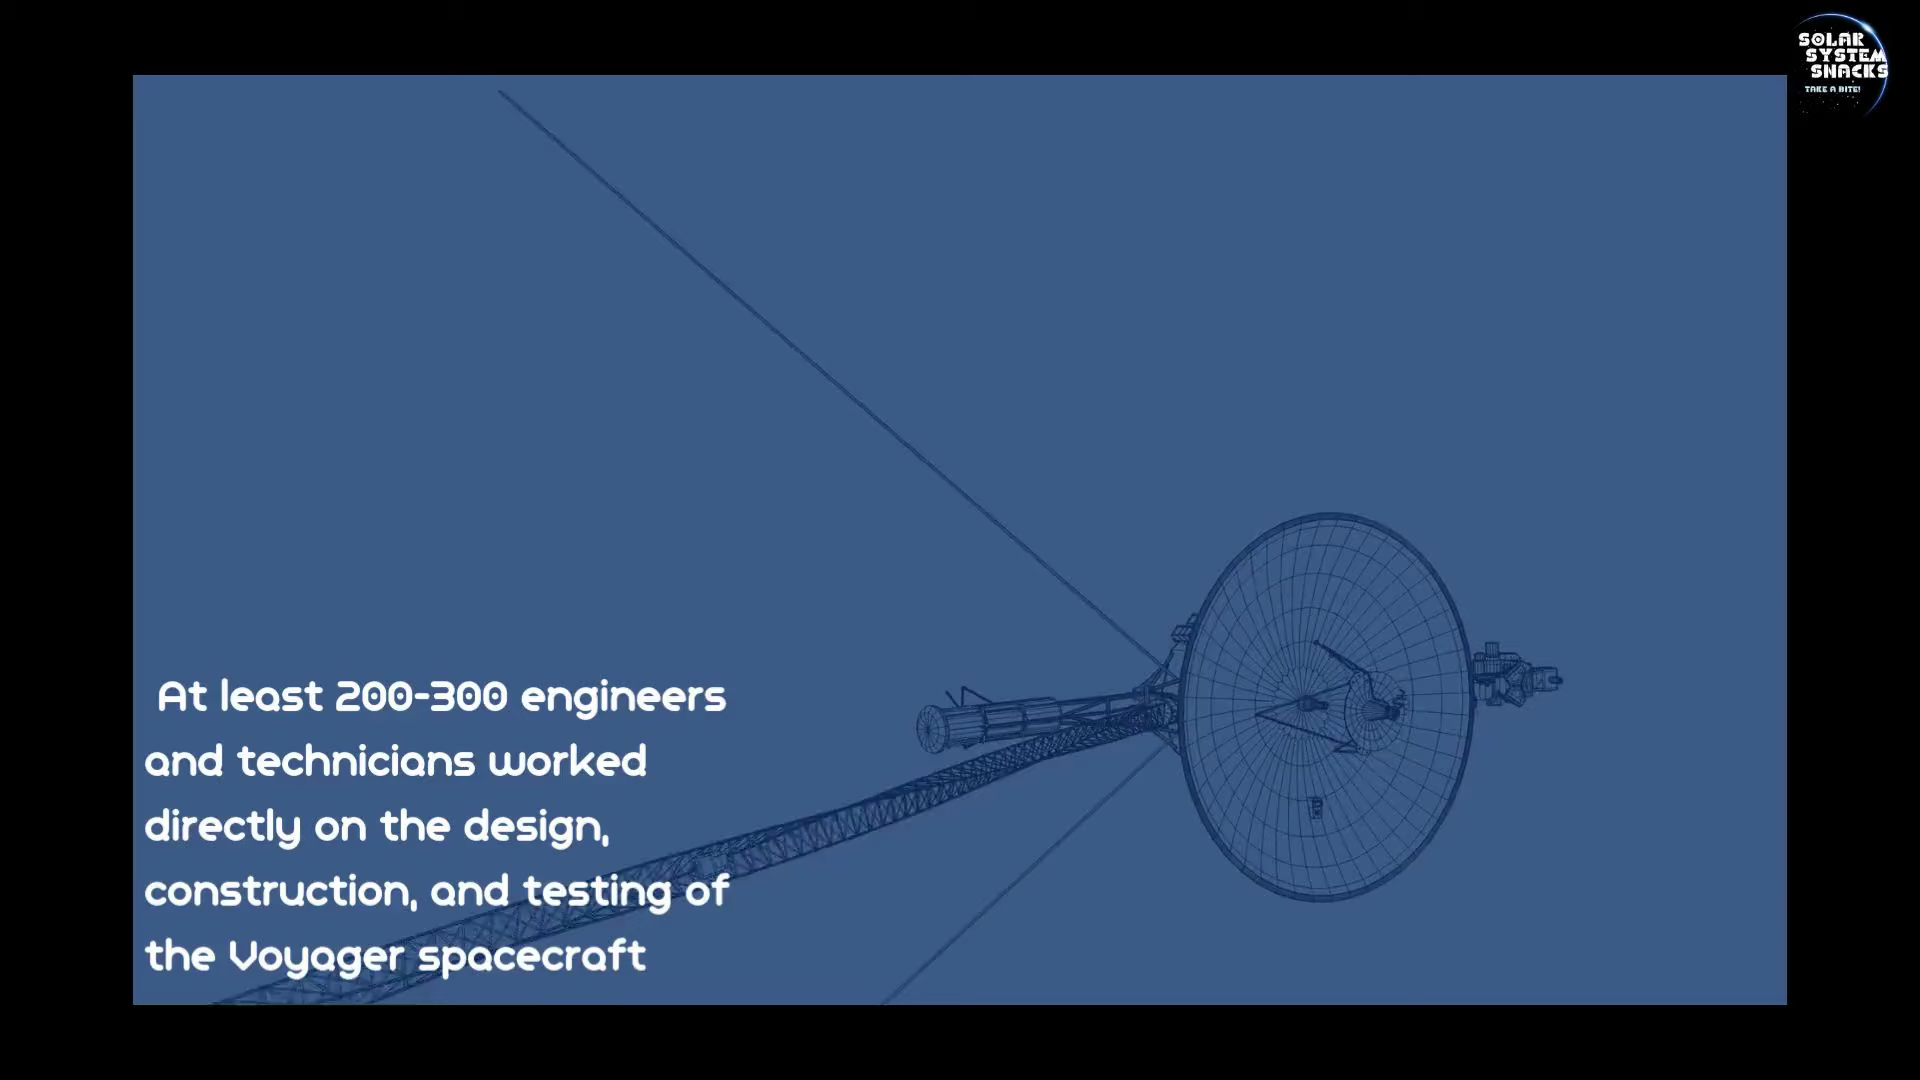 SOLAR
SYSTEM
SNACKS
TAKE A BITE!
At least 200-300 engineers
and technicians worked
directly on the design,
construction, and testing of
the Voyager spacecraft